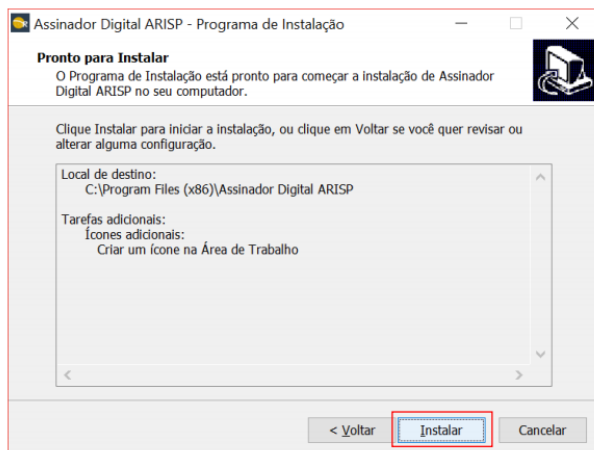 Assinador Digital ARISP - Programa de Instalação
Pronto para Instalar
O Programa de Instalação está pronto para começar a instalação de Assinador
Digital ARISP no seu computador.
Clique Instalar para iniciar a instalação, ou clique em Voltar se você quer revisar ou
alterar alguma configuração.
Local de destino:
C:\Program Files (x86)\Assinador Digital ARISP
Tarefas adicionais:
Ícones adicionais:
Criar um ícone na Área de Trabalho
< Voltar Instalar Cancelar